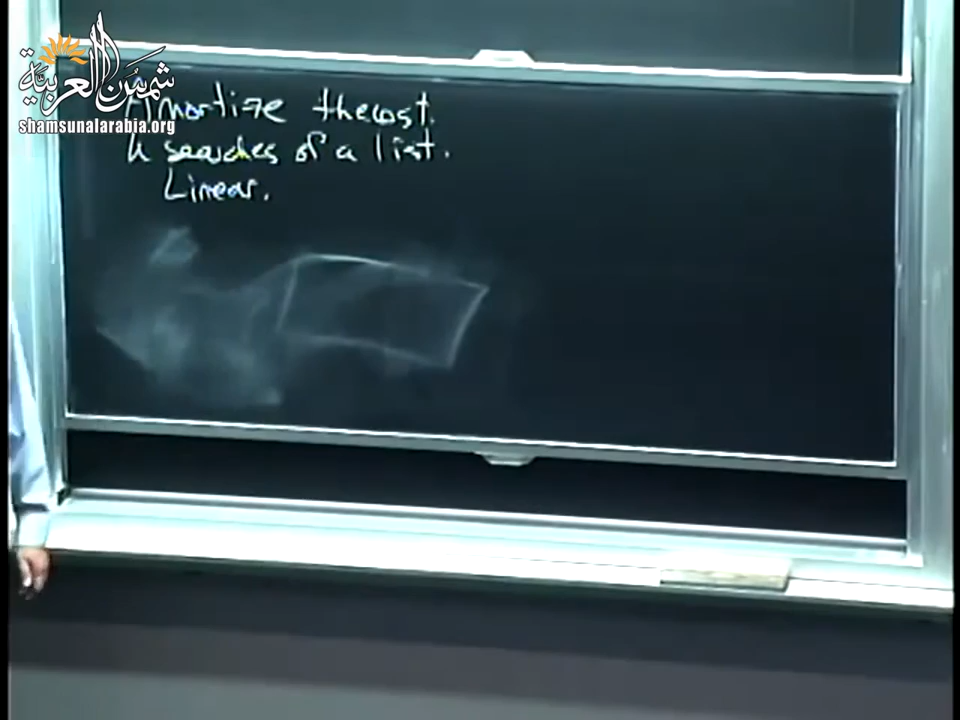 شمس العربية
shamsunalarabia.org
Amortize the cost.
k searches of a list.
Linear.